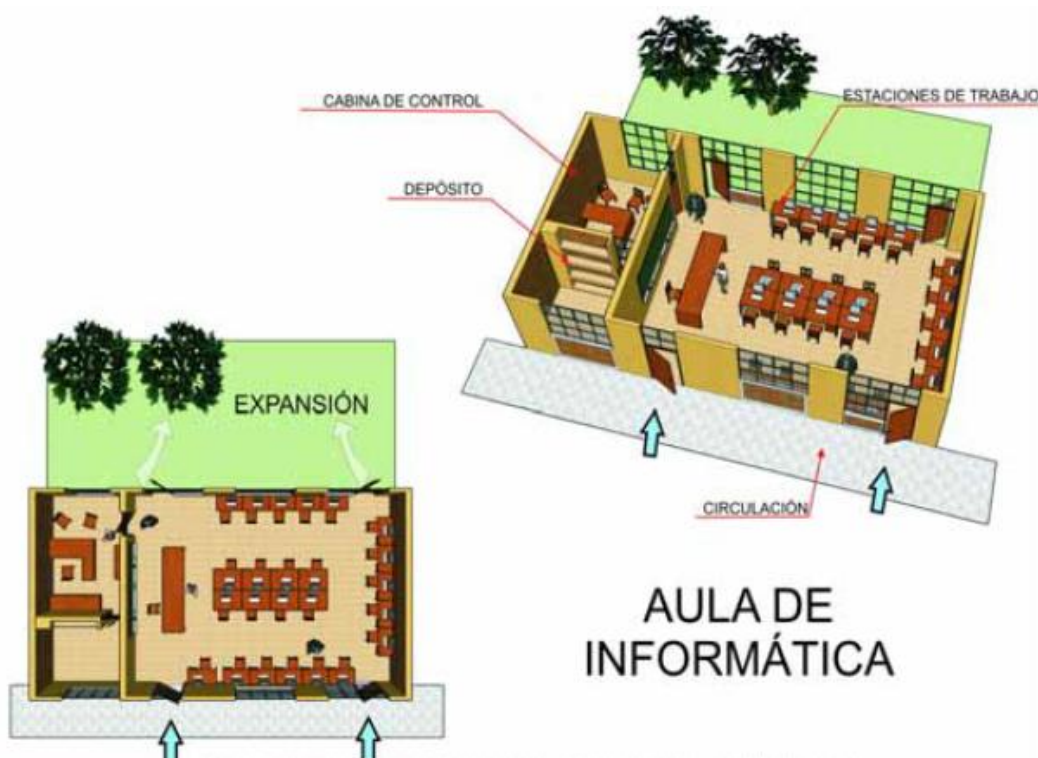 CABINA DE CONTROL
ESTACIONES DE TRABAJO
DEPÓSITO
EXPANSIÓN
CIRCULACIÓN
AULA DE
INFORMÁTICA